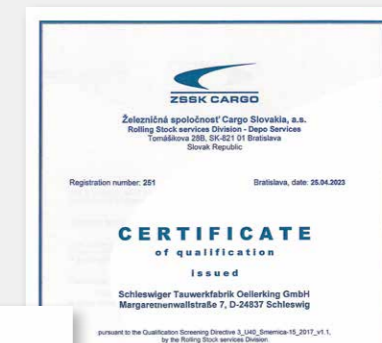 ZSSK CARGO
Železničná spoločnosť Cargo Slovakia, a.s.
Rolling Stock services Division - Depo Services
Tomášikova 28B, SK-821 01 Bratislava
Slovak Republic
Registration number: 251 Bratislava, date: 25.04.2023
CERTIFICATE
of qualification
issued
Schleswiger Tauwerkfabrik Oellerking GmbH
Margarethenwallstraße 7, D-24837 Schleswig
pursuant to the Qualification Screening Directive 3_U40_Smernica-15_2017_v1.1,
by the Rolling Stock services Division.